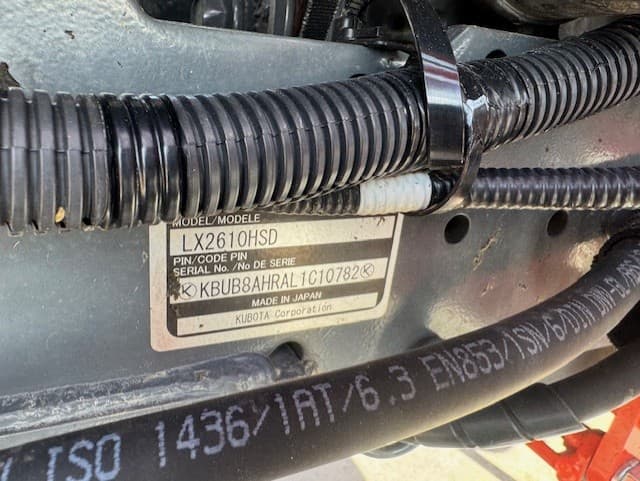 MODEL/MODELE
LX2610HSD
PIN/CODE PIN
SERIAL No. /No DE SERIE
KBUB8AHRAL1C10782
MADE IN JAPAN
KUBOTA Corporation
ISO 1436/1AT/6.3 EN853/1SN/6/DIN